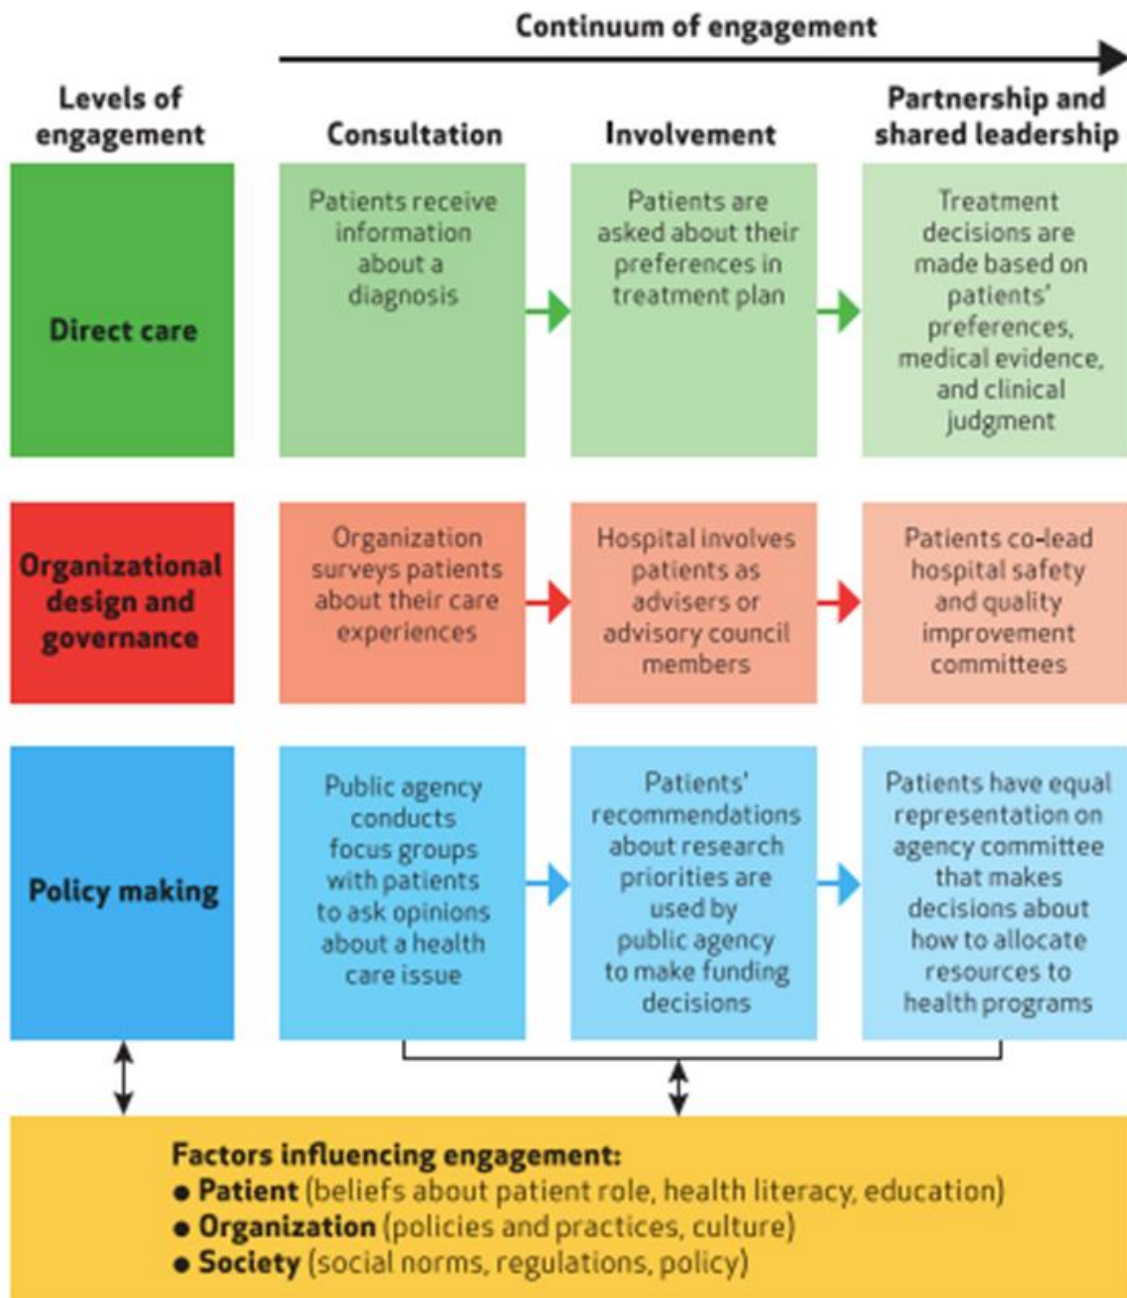 Continuum of engagement
Levels of
engagement
Consultation
Involvement
Partnership and
shared leadership
Direct care
Patients receive
information
about a
diagnosis
Patients are
asked about their
preferences in
treatment plan
Treatment
decisions are
made based on
patients'
preferences,
medical evidence,
and clinical
judgment
Organizational
design and
governance
Organization
surveys patients
about their care
experiences
Hospital involves
patients as
advisers or
advisory council
members
Patients co-lead
hospital safety
and quality
improvement
committees
Policy making
Public agency
conducts
focus groups
with patients
to ask opinions
about a health
care issue
Patients'
recommendations
about research
priorities are
used by
public agency
to make funding
decisions
Patients have equal
representation on
agency committee
that makes
decisions about
how to allocate
resources to
health programs
Factors influencing engagement:
● Patient (beliefs about patient role, health literacy, education)
● Organization (policies and practices, culture)
● Society (social norms, regulations, policy)